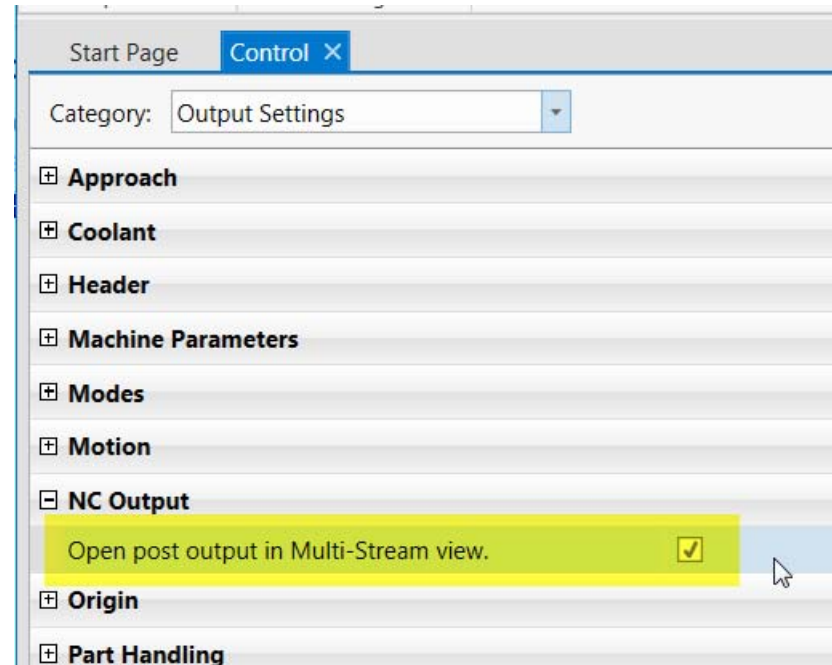 Start Page Control
Category: Output Settings
Approach
Coolant
Header
Machine Parameters
Modes
Motion
NC Output
Open post output in Multi-Stream view.
Origin
Part Handling